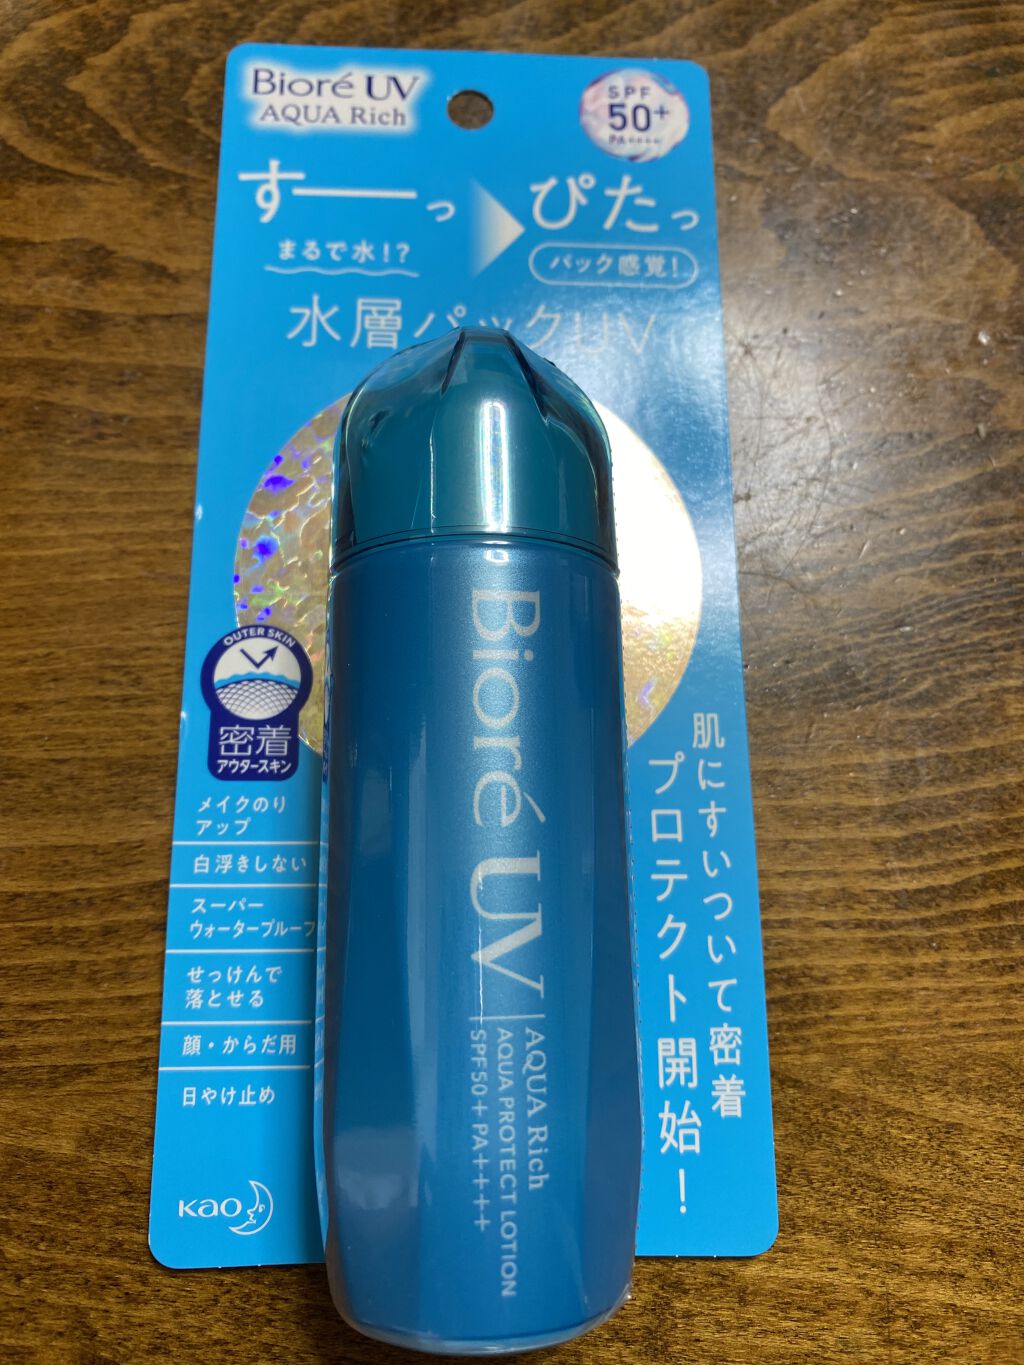 Bioré UV
AQUA Rich
SPF
50+
PA++++
すーっ
ぴたっ
まるで水!?
パック感覚!
水層パックUV
OUTER SKIN
密着
アウタースキン
メイクのり
アップ
白浮きしない
スーパー
ウォータープルーフ
せっけんで
落とせる
顔・からだ用
日やけ止め
Kao
肌にすいついて密着
プロテクト開始!
Bioré UV
AQUA Rich
AQUA PROTECT LOTION
SPF50+PA++++